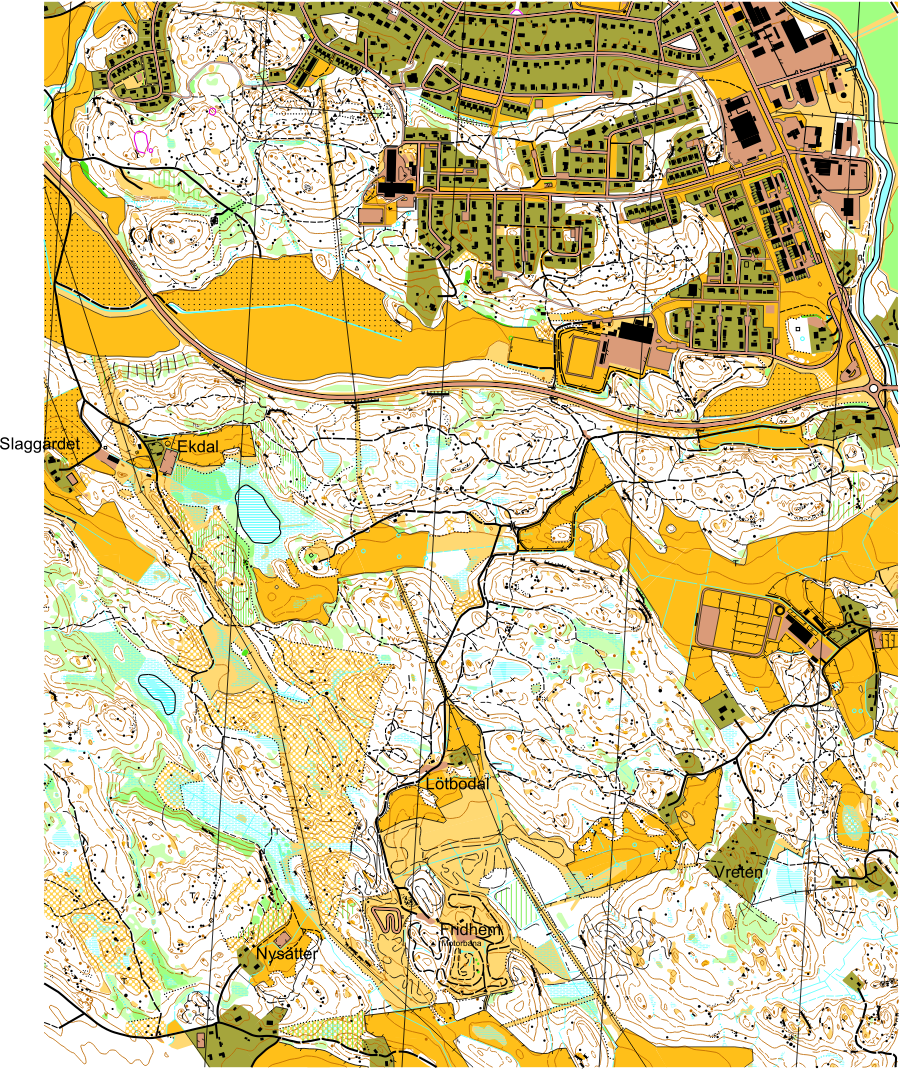 Slaggärdet
Ekdal
Lötbodal
Vreten
Fridhem
Motorbana
Nysätter